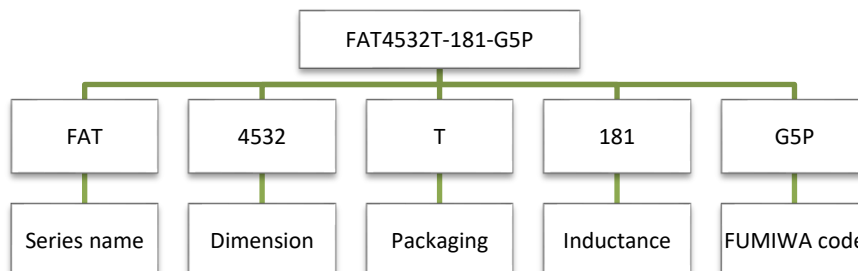 FAT4532T-181-G5P
FAT
4532
T
181
G5P
Series name
Dimension
Packaging
Inductance
FUMIWA code